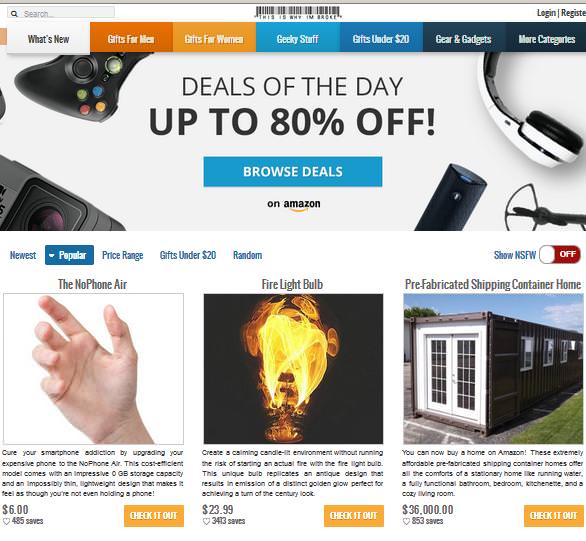 Search...
THIS IS WHY IM BROKE
Login | Registe
What's New
Gifts For Men
Gifts For Women
Geeky Stuff
Gifts Under $20
Gear & Gadgets
More Categories
DEALS OF THE DAY
UP TO 80% OFF!
BROWSE DEALS
on amazon
Newest
Popular
Price Range
Gifts Under $20
Random
Show NSFW
OFF
The NoPhone Air
Cure your smartphone addiction by upgrading your
expensive phone to the NoPhone Air. This cost-efficient
model comes with an impressive 0 GB storage capacity
and an impossibly thin, lightweight design that makes it
feel as though you're not even holding a phone!
$6.00
485 saves
CHECK IT OUT
Fire Light Bulb
Create a calming candle-lit environment without running
the risk of starting an actual fire with the fire light bulb.
This unique bulb replicates an antique design that
results in emission of a distinct golden glow perfect for
achieving a turn of the century look.
$23.99
3413 saves
CHECK IT OUT
Pre-Fabricated Shipping Container Home
You can now buy a home on Amazon! These extremely
affordable pre-fabricated shipping container homes offer
all the comforts of a stationary home like running water,
a fully functional bathroom, bedroom, kitchenette, and a
cozy living room.
$36,000.00
853 saves
CHECK IT OUT